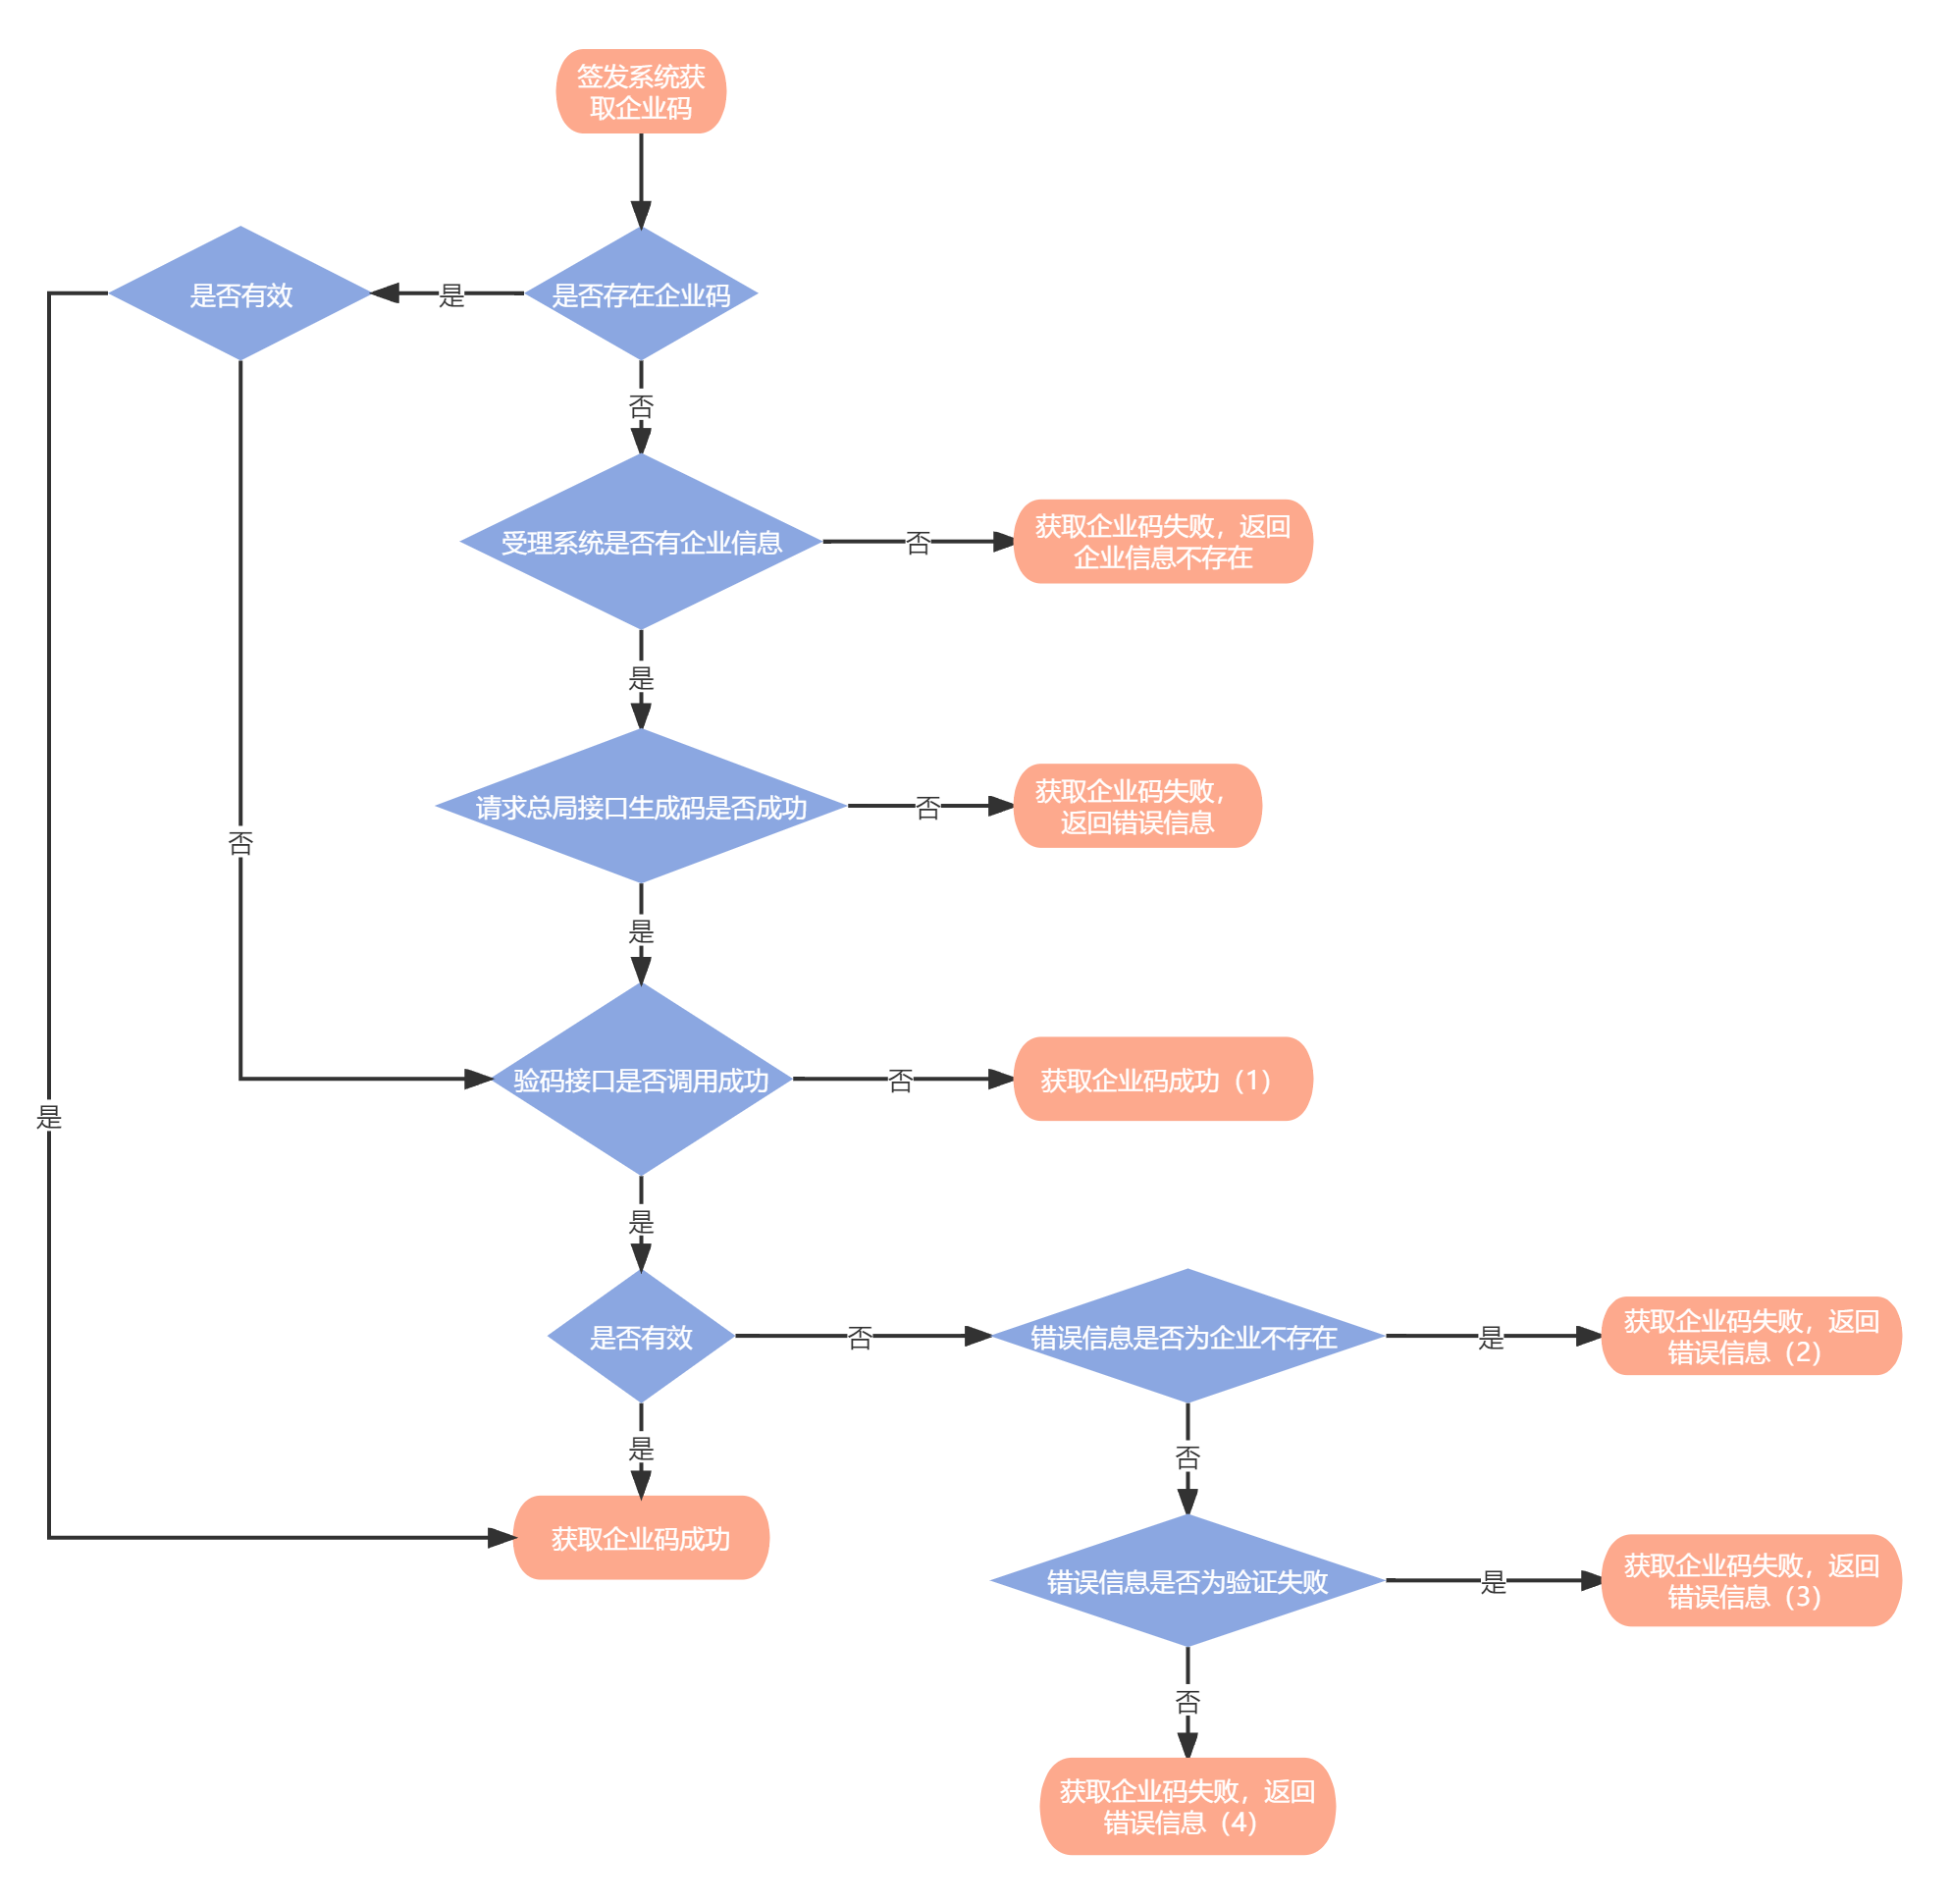 签发系统获
取企业码
是否有效
是
是否存在企业码
否
受理系统是否有企业信息
否
获取企业码失败，返回
企业信息不存在
是
请求总局接口生成码是否成功
否
获取企业码失败，
返回错误信息
否
是
验码接口是否调用成功
否
获取企业码成功（1）
是
是
是否有效
否
错误信息是否为企业不存在
是
获取企业码失败，返回
错误信息（2）
是
否
获取企业码成功
错误信息是否为验证失败
是
获取企业码失败，返回
错误信息（3）
否
获取企业码失败，返回
错误信息（4）